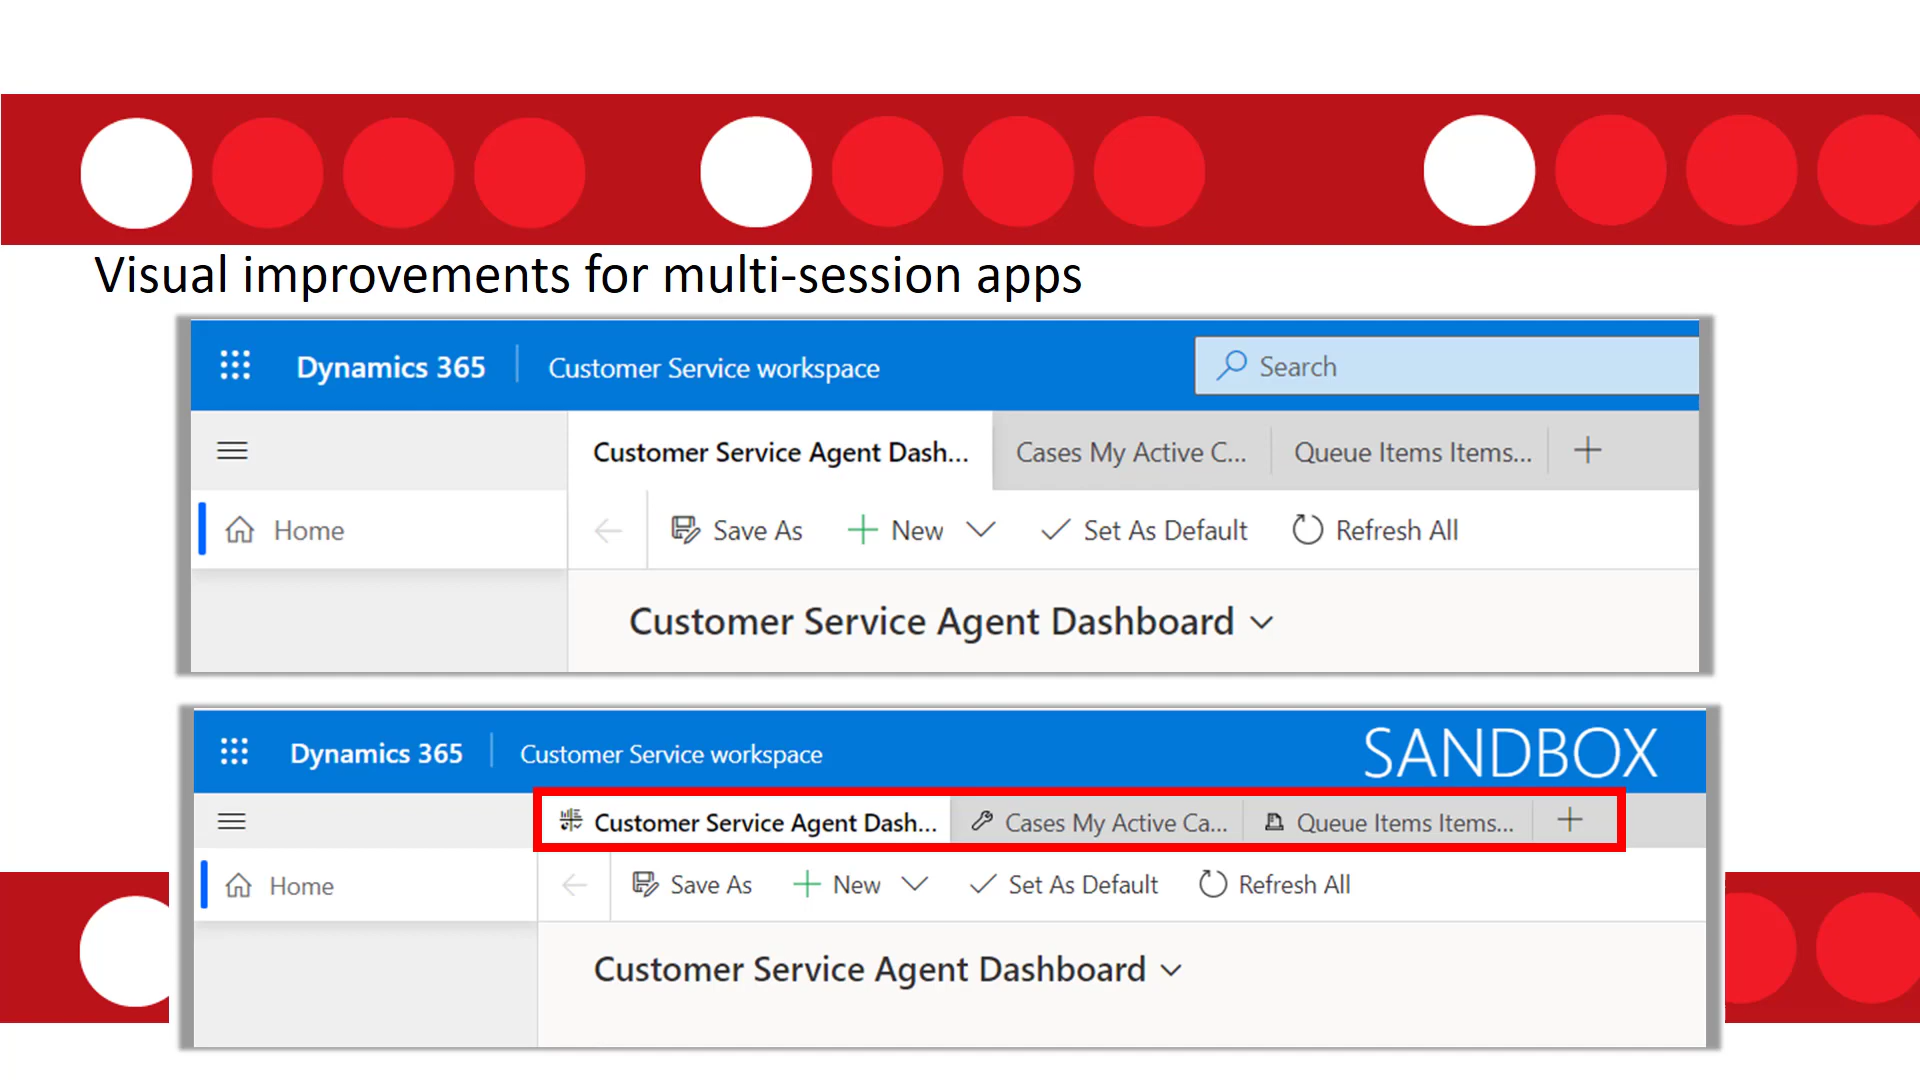 Visual improvements for multi-session apps
Dynamics 365 Customer Service workspace Search
Customer Service Agent Dash... Cases My Active C... Queue Items Items...
Home Save As New Set As Default Refresh All
Customer Service Agent Dashboard
Dynamics 365 Customer Service workspace SANDBOX
Customer Service Agent Dash... Cases My Active Ca... Queue Items Items...
Home Save As New Set As Default Refresh All
Customer Service Agent Dashboard